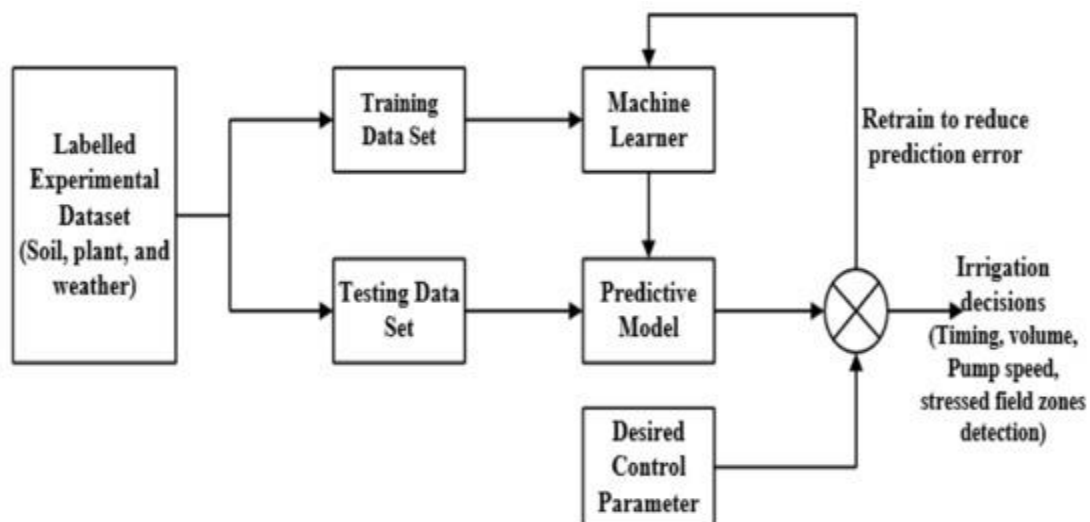 Labelled
Experimental
Dataset
(Soil, plant, and
weather)
Training
Data Set
Machine
Learner
Retrain to reduce
prediction error
Testing Data
Set
Predictive
Model
Irrigation
decisions
(Timing, volume,
Pump speed,
stressed field zones
detection)
Desired
Control
Parameter